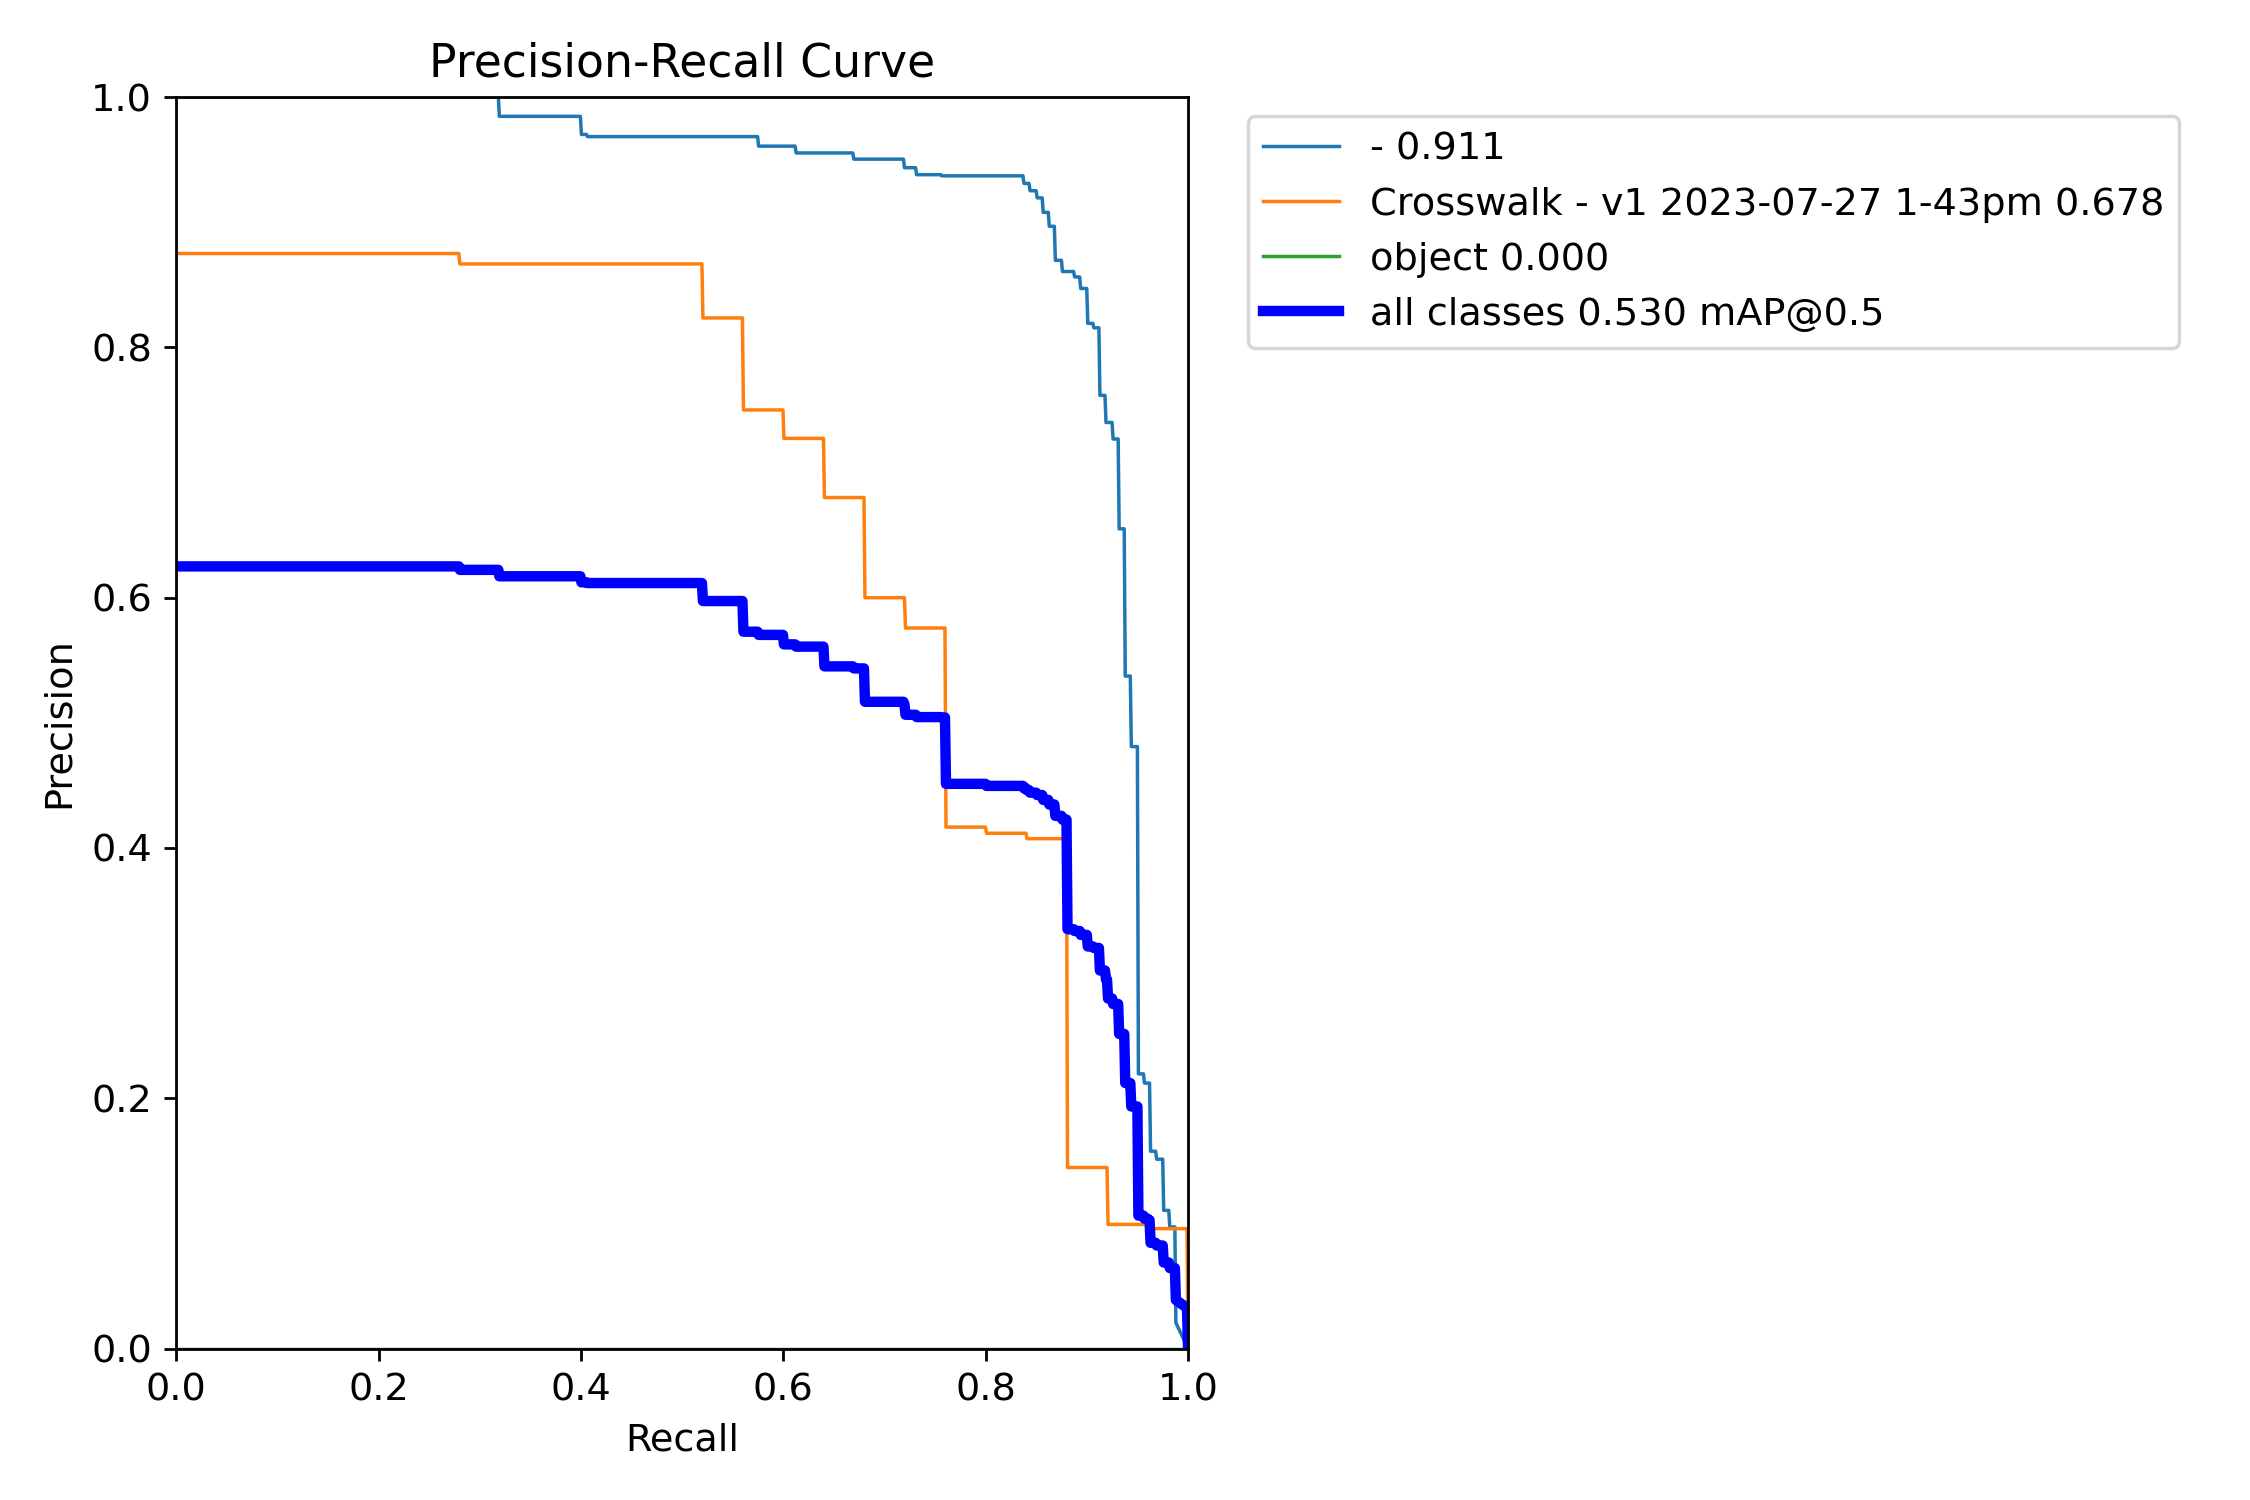 Precision-Recall Curve
1.0
0.8
0.6
0.4
0.2
0.0
Precision
0.0 0.2 0.4 0.6 0.8 1.0
Recall
- 0.911
Crosswalk - v1 2023-07-27 1-43pm 0.678
object 0.000
all classes 0.530 mAP@0.5